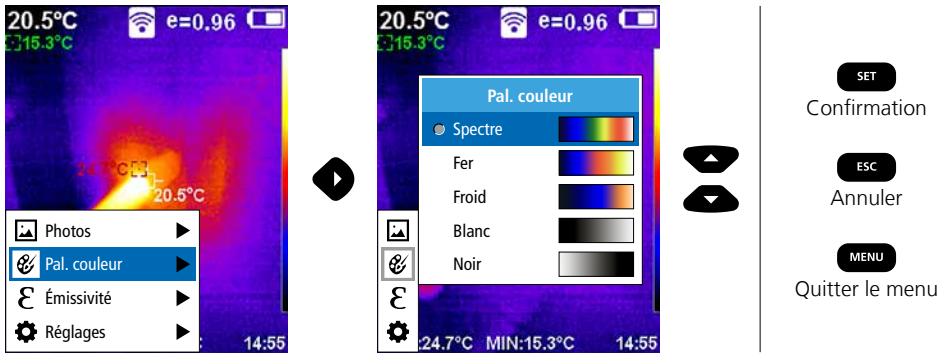 20.5°C e=0.96
15.3°C
24.7°C
20.5°C
Photos
Pal. couleur
Émissivité
Réglages
: 14:55
20.5°C e=0.96
15.3°C
Pal. couleur
Spectre
Fer
Froid
Blanc
Noir
ε
:24.7°C MIN:15.3°C 14:55
SET
Confirmation
ESC
Annuler
MENU
Quitter le menu